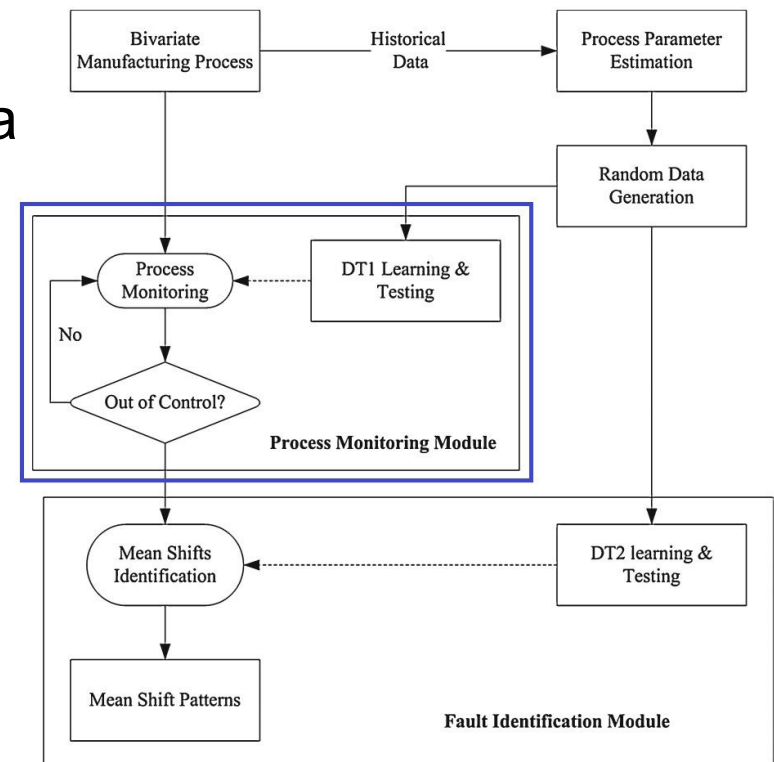 Bivariate
Manufacturing Process
Historical
Data
Process Parameter
Estimation
a
Random Data
Generation
Process
Monitoring
DT1 Learning &
Testing
No
Out of Control?
Process Monitoring Module
Mean Shifts
Identification
DT2 learning &
Testing
Mean Shift Patterns
Fault Identification Module